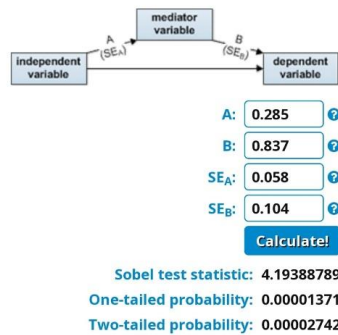 mediator
variable
A
(SEA)
B
(SEB)
independent
variable
dependent
variable
A: 0.285 ?
B: 0.837 ?
SEA: 0.058 ?
SEB: 0.104 ?
Calculate!
Sobel test statistic: 4.19388789
One-tailed probability: 0.00001371
Two-tailed probability: 0.00002742